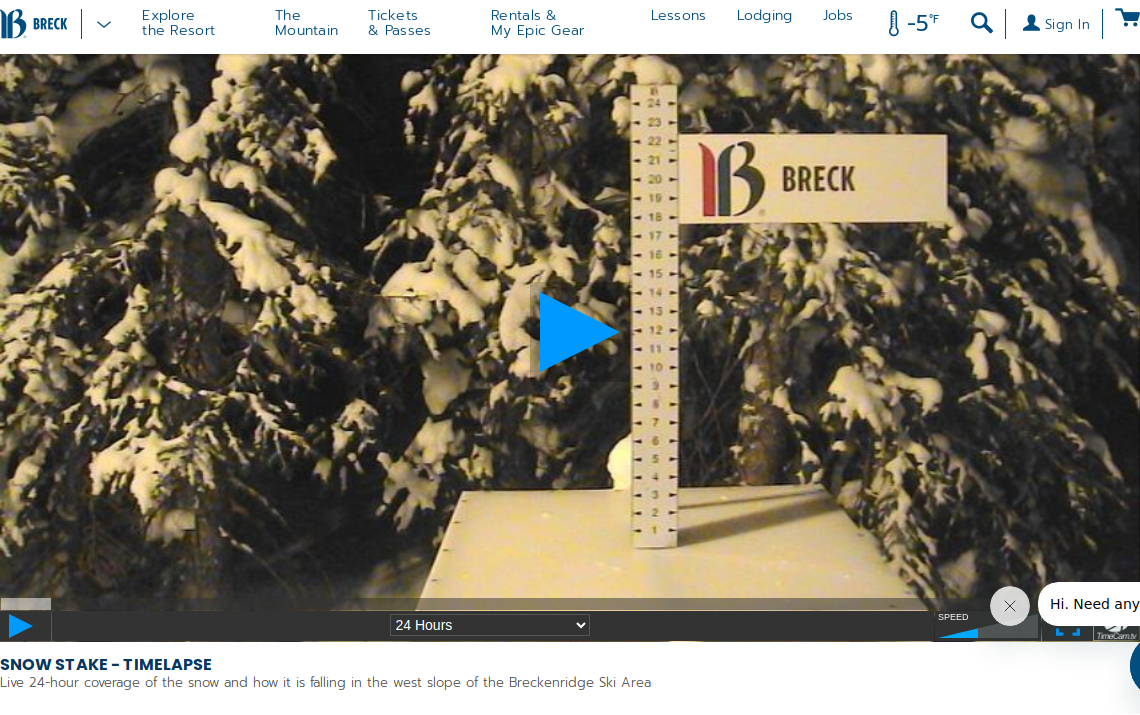 BRECK
Explore
the Resort
The
Mountain
Tickets
& Passes
Rentals &
My Epic Gear
Lessons
Lodging
Jobs
-5°F
Sign In
24
23
22
21
20
19
18
17
16
15
14
13
12
11
10
9
8
7
6
5
4
3
2
1
BRECK
24 Hours
SPEED
Hi. Need any
TimeCam.tv
SNOW STAKE - TIMELAPSE
Live 24-hour coverage of the snow and how it is falling in the west slope of the Breckenridge Ski Area